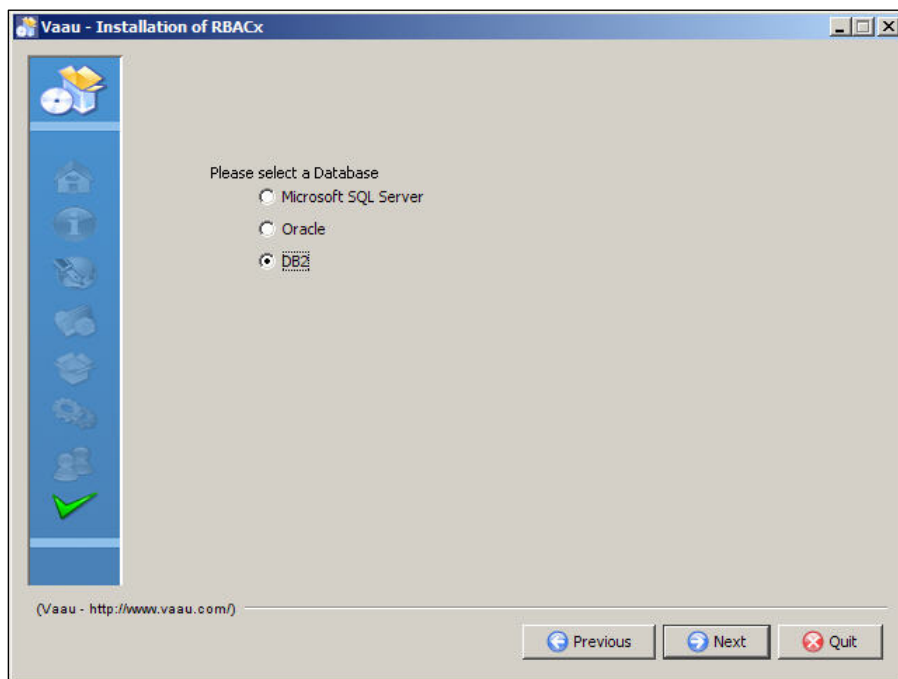 Vaau - Installation of RBACx
Please select a Database
Microsoft SQL Server
Oracle
DB2
(Vaau - http://www.vaau.com/)
Previous
Next
Quit